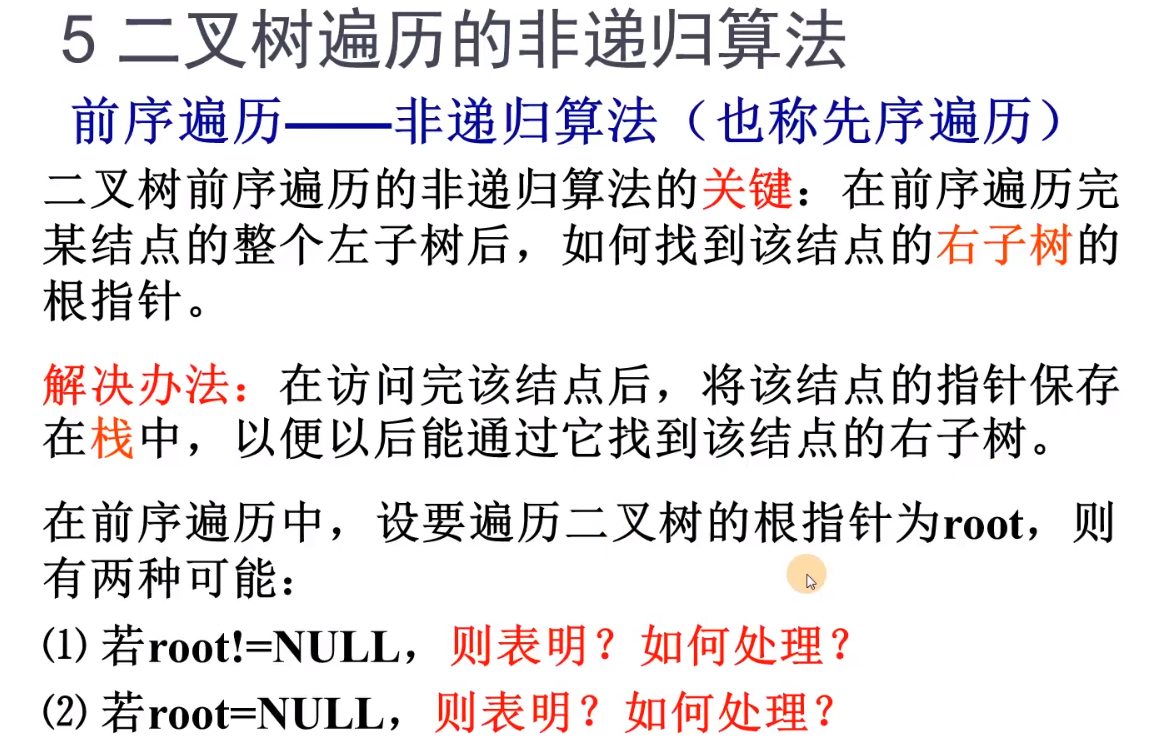 5 二叉树遍历的非递归算法
前序遍历——非递归算法（也称先序遍历）
二叉树前序遍历的非递归算法的关键：在前序遍历完
某结点的整个左子树后，如何找到该结点的右子树的
根指针。
解决办法：在访问完该结点后，将该结点的指针保存
在栈中，以便以后能通过它找到该结点的右子树。
在前序遍历中，设要遍历二叉树的根指针为root，则
有两种可能：
⑴ 若root!=NULL，则表明？如何处理？
⑵ 若root=NULL，则表明？如何处理？